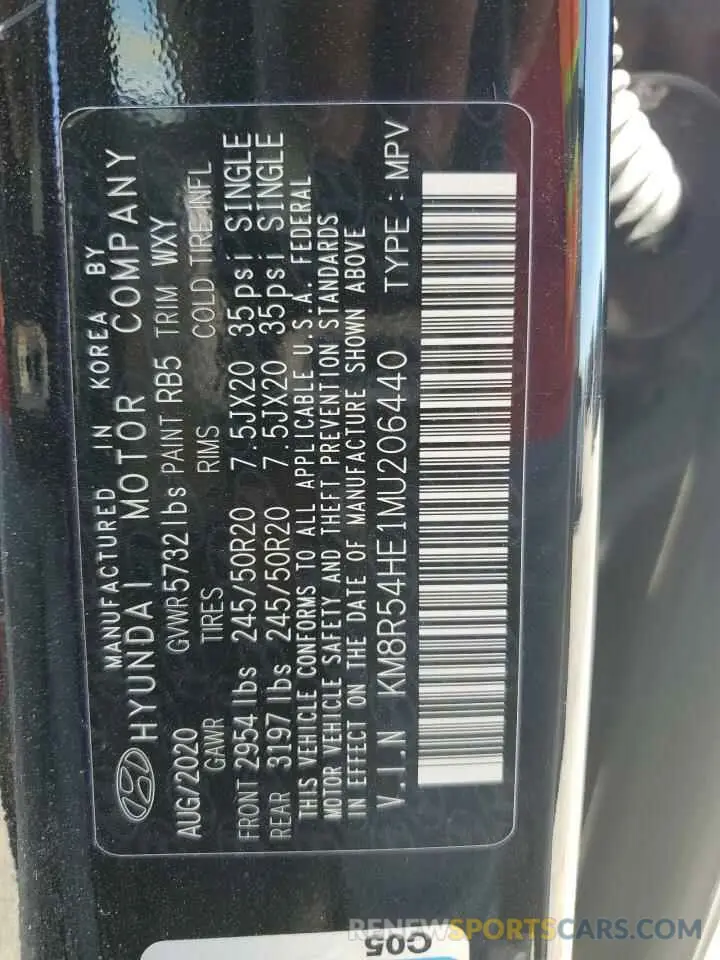 MANUFACTURED IN KOREA BY
HYUNDAI MOTOR COMPANY
AUG/2020 GVWR 5732 lbs PAINT RB5 TRIM WXY
GAWR TIRES RIMS COLD TIRE INFL
FRONT 2954 lbs 245/50R20 7.5JX20 35psi SINGLE
REAR 3197 lbs 245/50R20 7.5JX20 35psi SINGLE
THIS VEHICLE CONFORMS TO ALL APPLICABLE U.S.A. FEDERAL
MOTOR VEHICLE SAFETY AND THEFT PREVENTION STANDARDS
IN EFFECT ON THE DATE OF MANUFACTURE SHOWN ABOVE
V.I.N KM8R54HE1MU206440 TYPE : MPV
C05
RENEWSPORTSCARS.COM